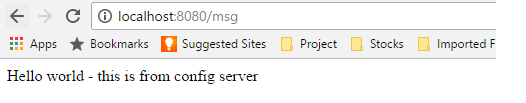 localhost:8080/msg
Apps Bookmarks Suggested Sites Project Stocks Imported F
Hello world - this is from config server